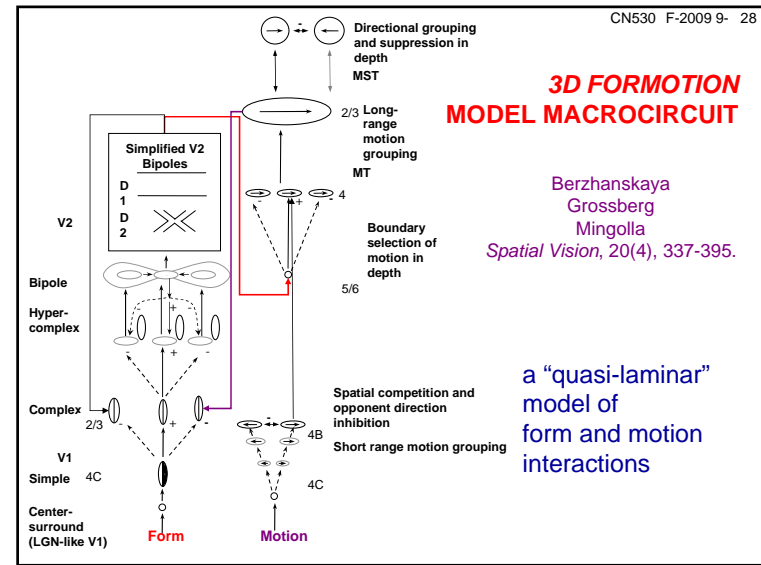 CN530 F-2009 9- 28
3D FORMOTION
MODEL MACROCIRCUIT
Berzhanskaya
Grossberg
Mingolla
Spatial Vision, 20(4), 337-395.
a “quasi-laminar”
model of
form and motion
interactions
Directional grouping
and suppression in
depth
MST
-
2/3
Long-
range
motion
grouping
MT
4
- + -
Boundary
selection of
motion in
depth
5/6
Simplified V2
Bipoles
D
1
D
2
V2
Bipole
Hyper-
complex
- + -
- + -
Complex
2/3
- + -
V1
Simple
4C
Center-
surround
(LGN-like V1)
Form
Spatial competition and
opponent direction
inhibition
-
4B
Short range motion grouping
4C
Motion